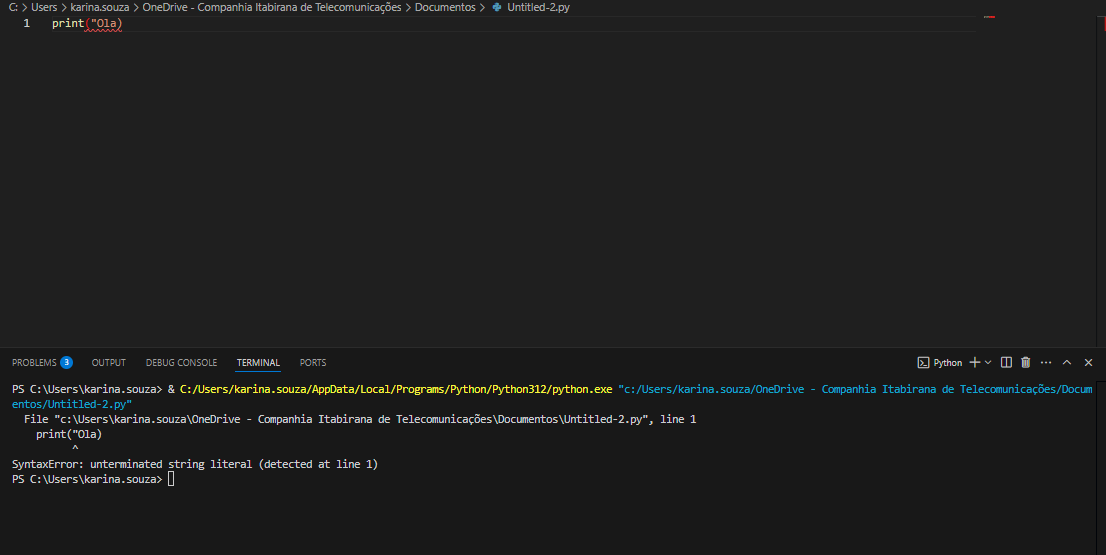 C: > Users > karina.souza > OneDrive - Companhia Itabirana de Telecomunicações > Documentos > Untitled-2.py
1 print("Ola)
PROBLEMS 3 OUTPUT DEBUG CONSOLE TERMINAL PORTS Python
PS C:\Users\karina.souza> & C:/Users/karina.souza/AppData/Local/Programs/Python/Python312/python.exe "c:/Users/karina.souza/OneDrive - Companhia Itabirana de Telecomunicações/Docum
entos/Untitled-2.py"
File "c:\Users\karina.souza\OneDrive - Companhia Itabirana de Telecomunicações\Documentos\Untitled-2.py", line 1
print("Ola)
^
SyntaxError: unterminated string literal (detected at line 1)
PS C:\Users\karina.souza>